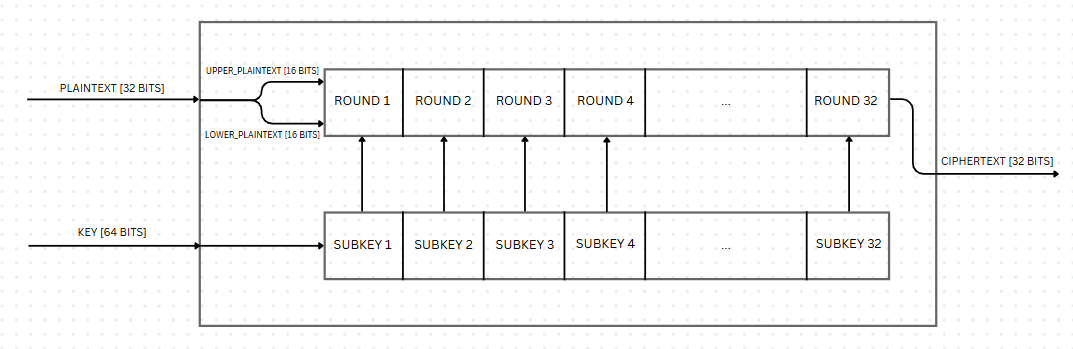 UPPER_PLAINTEXT [16 BITS]
PLAINTEXT [32 BITS]
LOWER_PLAINTEXT [16 BITS]
ROUND 1
ROUND 2
ROUND 3
ROUND 4
...
ROUND 32
CIPHERTEXT [32 BITS]
KEY [64 BITS]
SUBKEY 1
SUBKEY 2
SUBKEY 3
SUBKEY 4
...
SUBKEY 32